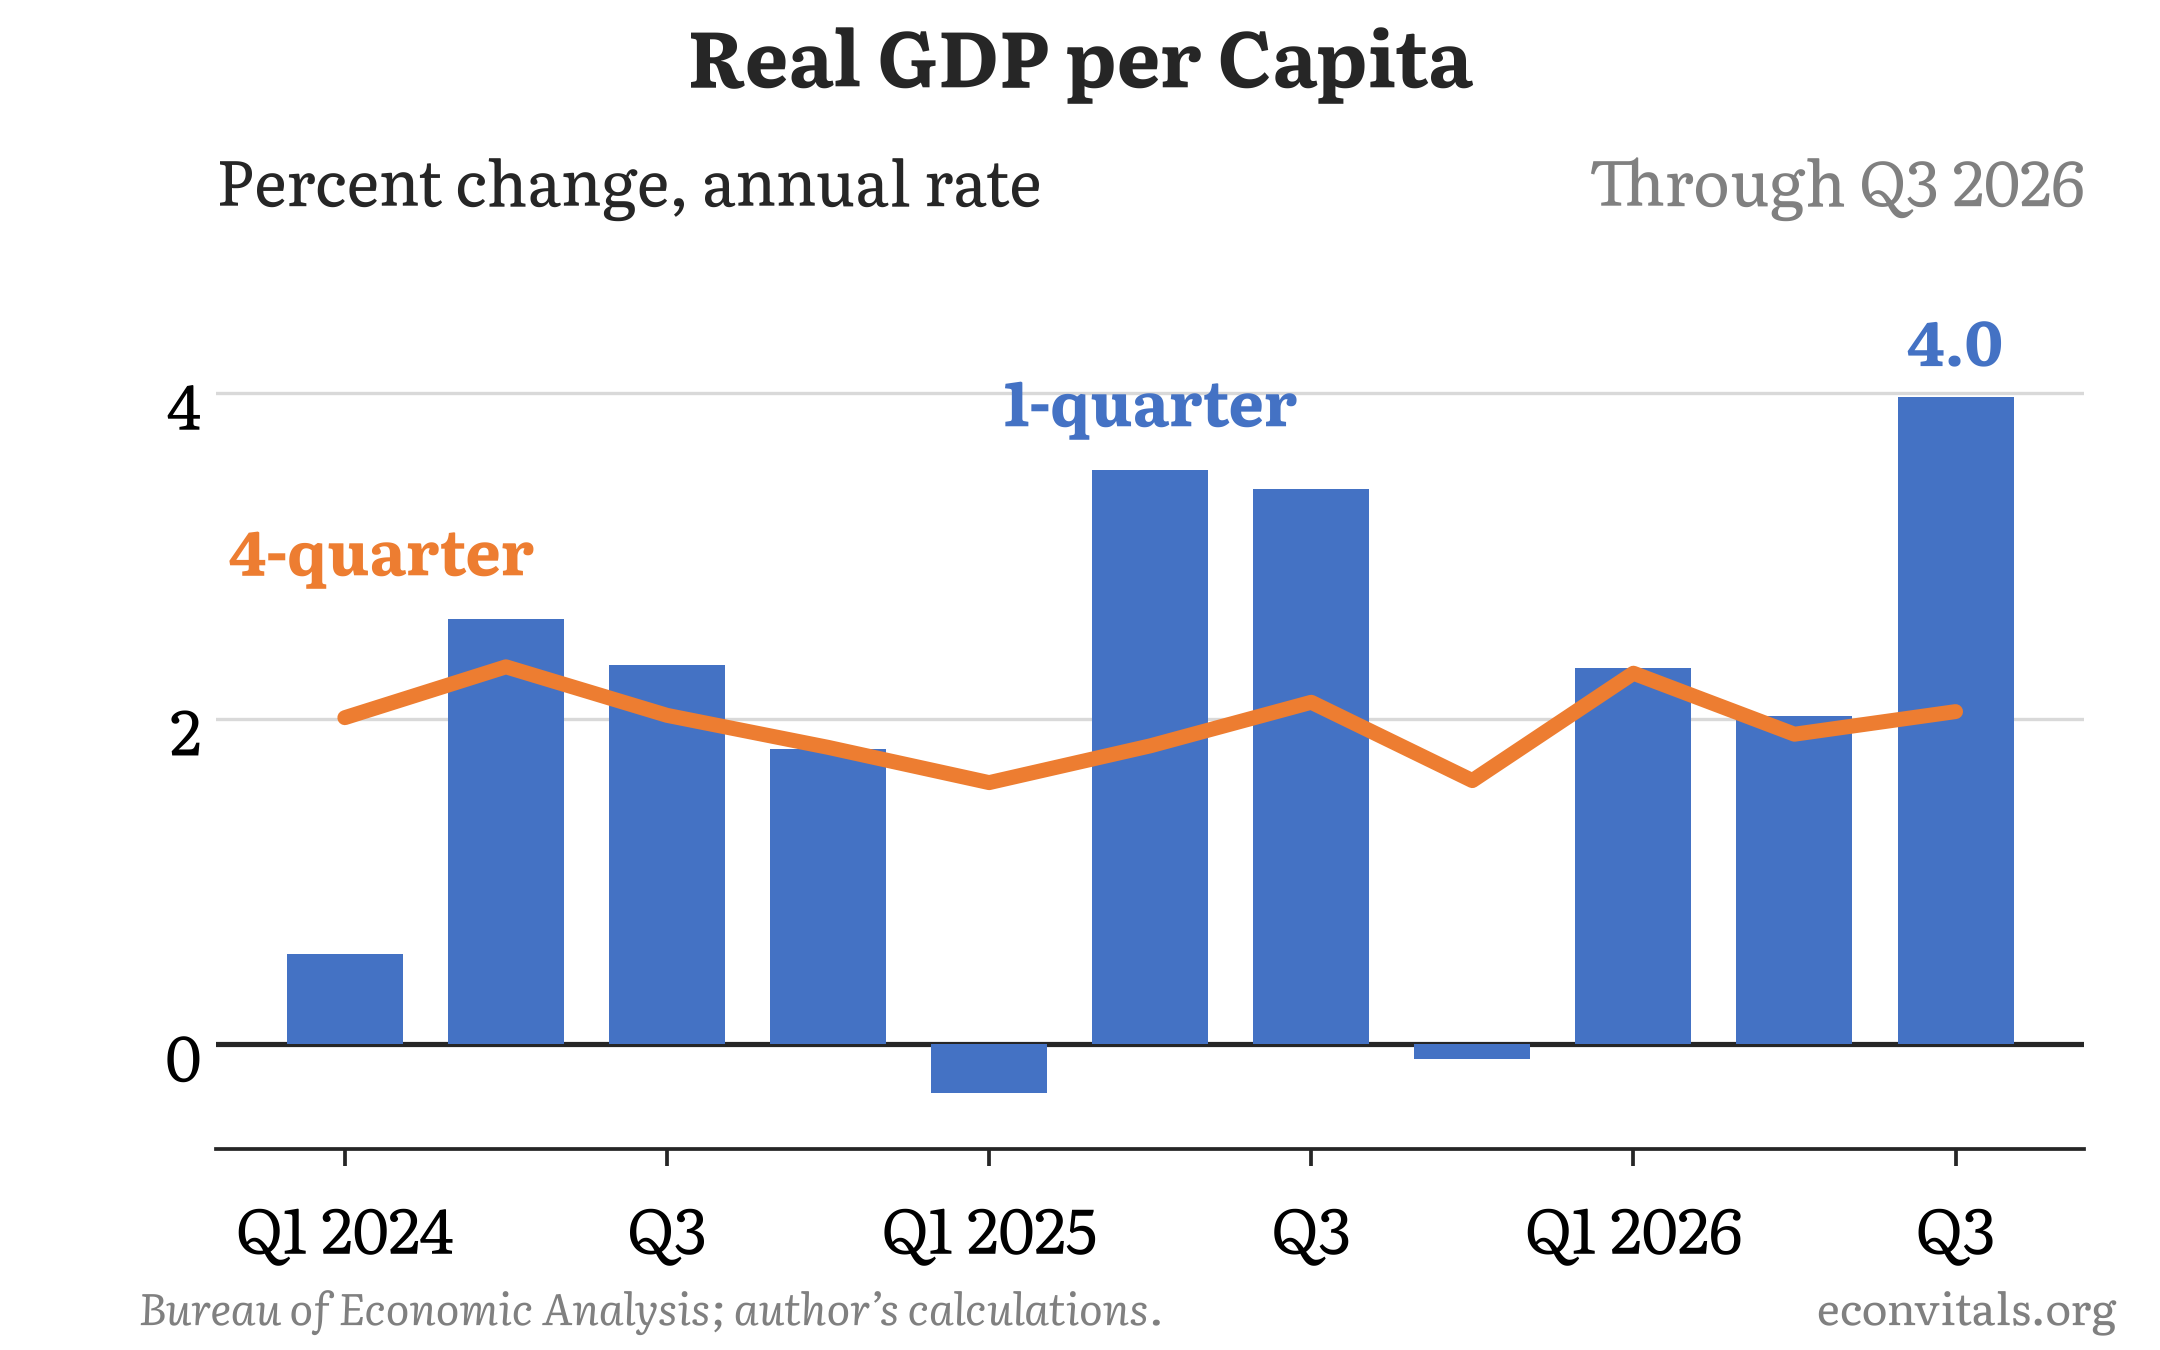 Real GDP per Capita
Percent change, annual rate
Through Q3 2026
4.0
4
1-quarter
4-quarter
2
0
Q1 2024 Q3 Q1 2025 Q3 Q1 2026 Q3
Bureau of Economic Analysis; author’s calculations.
econvitals.org